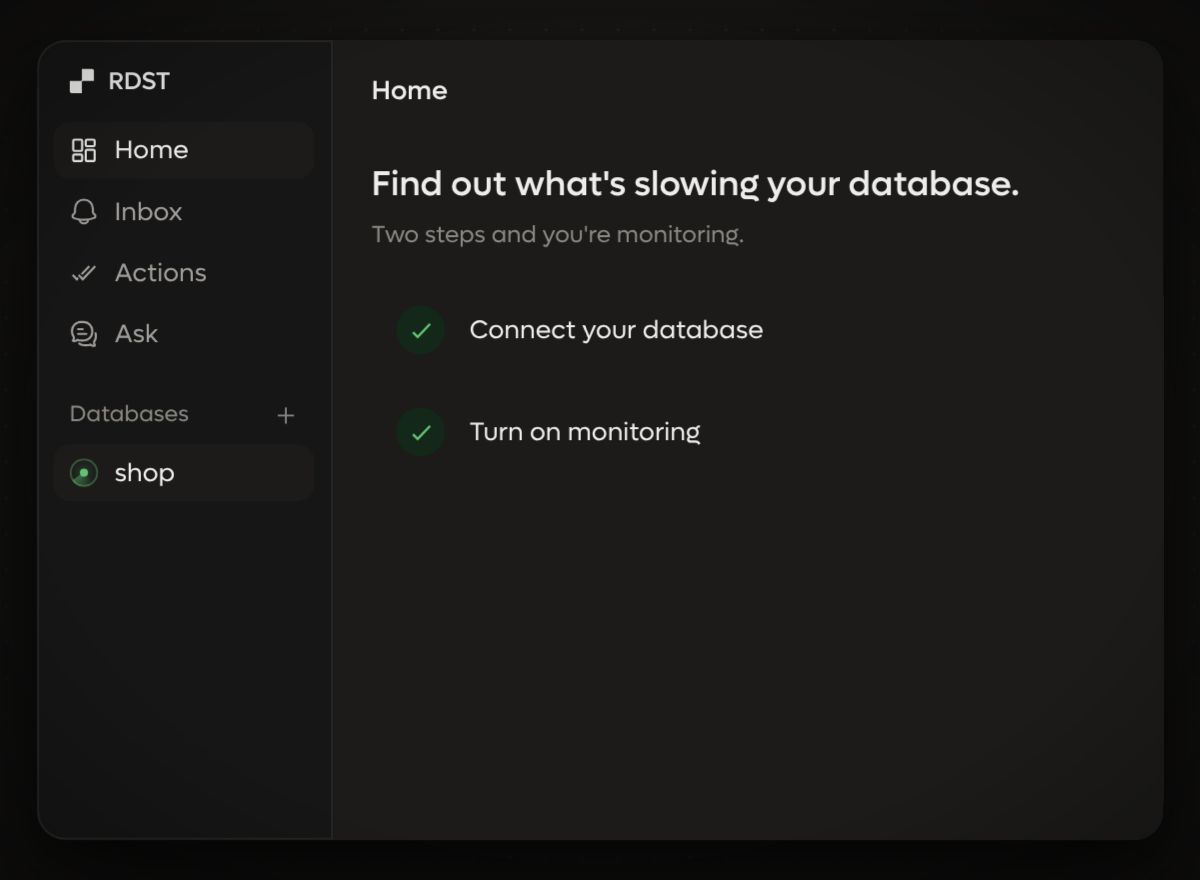 RDST
Home
Inbox
Actions
Ask
Databases
shop
Home
Find out what's slowing your database.
Two steps and you're monitoring.
Connect your database
Turn on monitoring